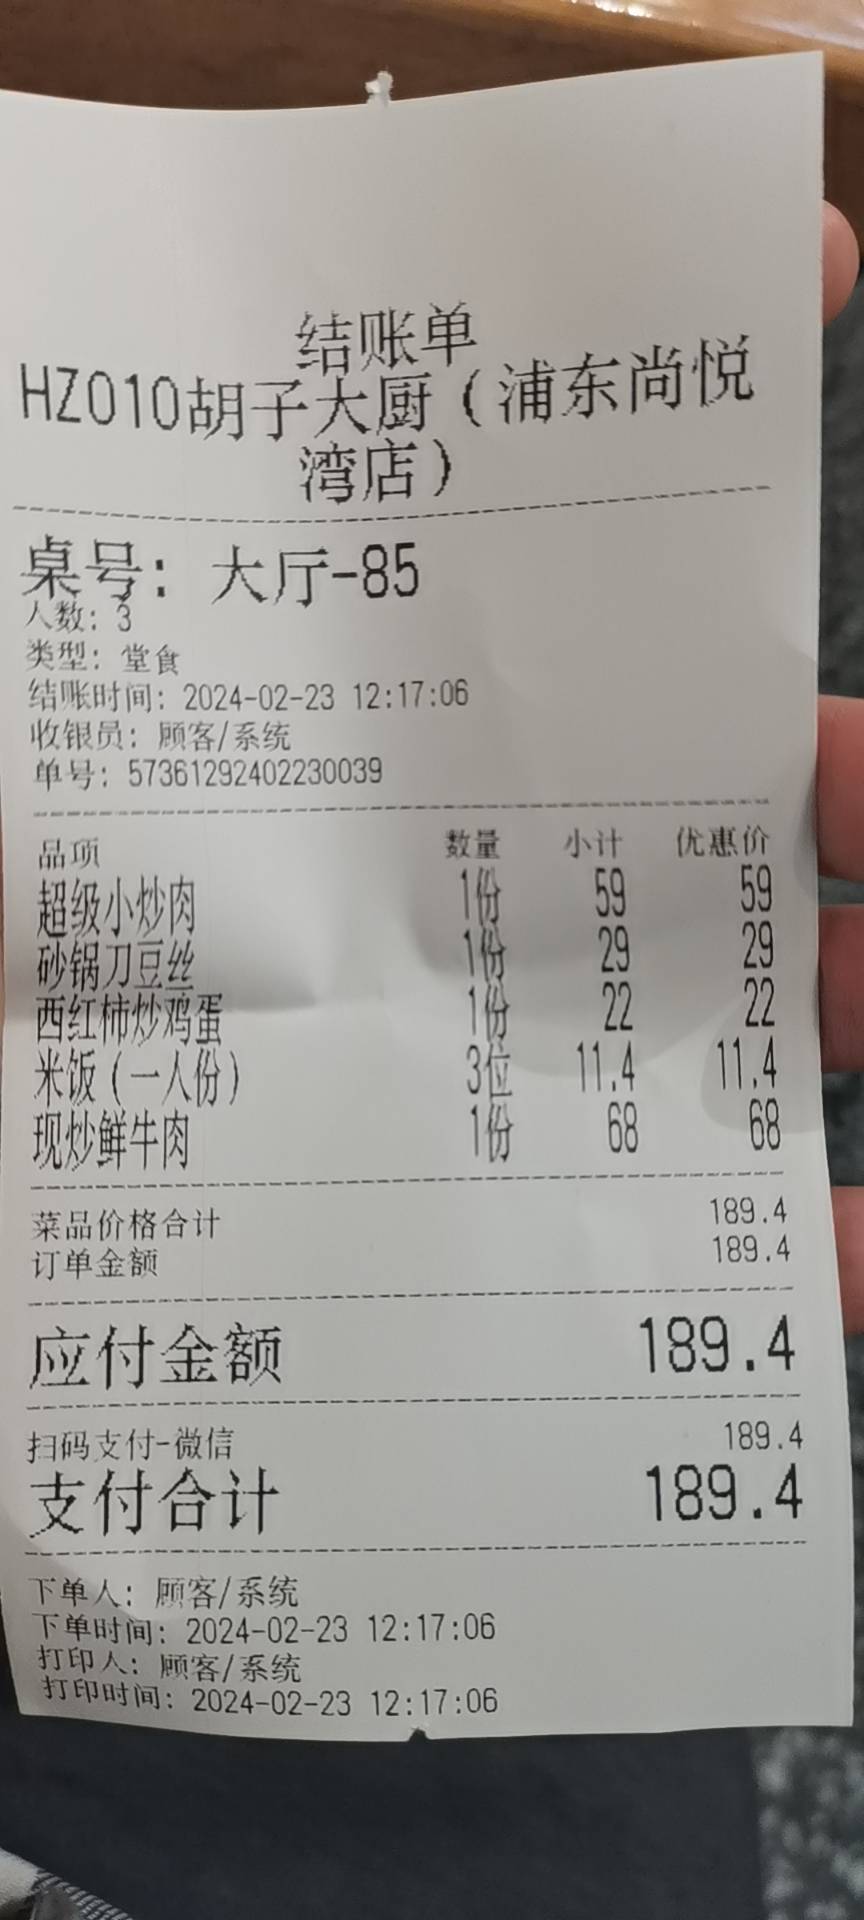 结账单
HZ010胡子大厨（浦东尚悦
湾店）
桌号：大厅-85
人数：3
类型：堂食
结账时间：2024-02-23 12:17:06
收银员：顾客/系统
单号：57361292402230039
品项 数量 小计 优惠价
超级小炒肉 1份 59 59
砂锅刀豆丝 1份 29 29
西红柿炒鸡蛋 1份 22 22
米饭（一人份） 3位 11.4 11.4
现炒鲜牛肉 1份 68 68
菜品价格合计 189.4
订单金额 189.4
应付金额 189.4
扫码支付-微信 189.4
支付合计 189.4
下单人：顾客/系统
下单时间：2024-02-23 12:17:06
打印人：顾客/系统
打印时间：2024-02-23 12:17:06